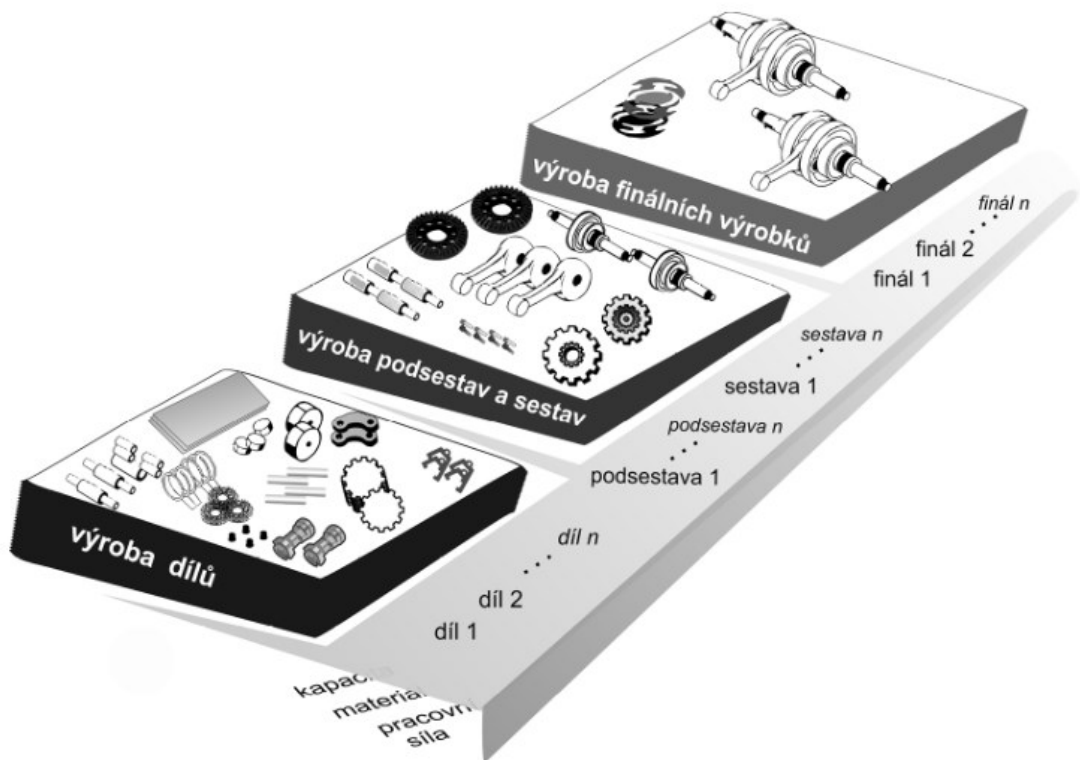 výroba finálních výrobků
finál n
finál 2
finál 1
výroba podsestav a sestav
sestava n
sestava 1
podsestava n
podsestava 1
výroba dílů
díl n
díl 2
díl 1
pracovní
síla